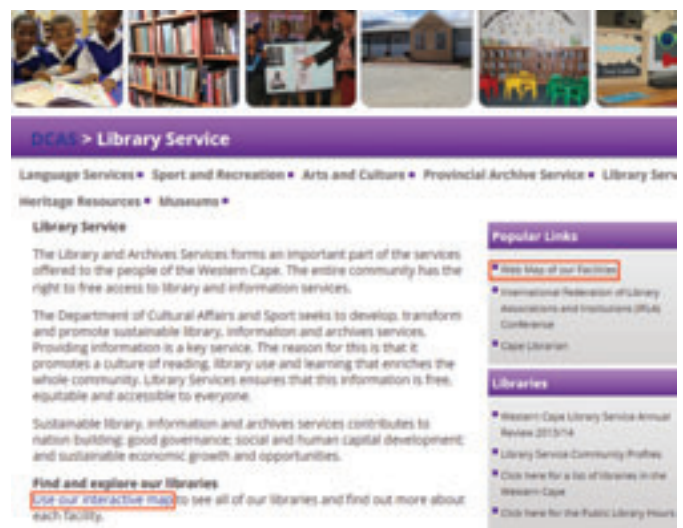 DCAS > Library Service
Language Services Sport and Recreation Arts and Culture Provincial Archive Service Library Serv
Heritage Resources Museums
Library Service
The Library and Archives Services forms an important part of the services
offered to the people of the Western Cape. The entire community has the
right to free access to library and information services.
The Department of Cultural Affairs and Sport seeks to develop, transform
and promote sustainable library, information and archives services.
Providing information is a key service. The reason for this is that it
promotes a culture of reading, library use and learning that enriches the
whole community. Library Services ensures that this information is free,
equitable and accessible to everyone.
Sustainable library, information and archives services contributes to
nation building; good governance; social and human capital development;
and sustainable economic growth and opportunities.
Find and explore our libraries
Use our interactive map to see all of our libraries and find out more about
each facility.
Popular Links
Web Map of our Facilities
International Federation of Library
Associations and Institutions (IFLA)
Conference
Cape Librarian
Libraries
Western Cape Library Service Annual
Review 2013/14
Library Service Community Profiles
Click here for a list of libraries in the
Western Cape
Click here for the Public Library Hours